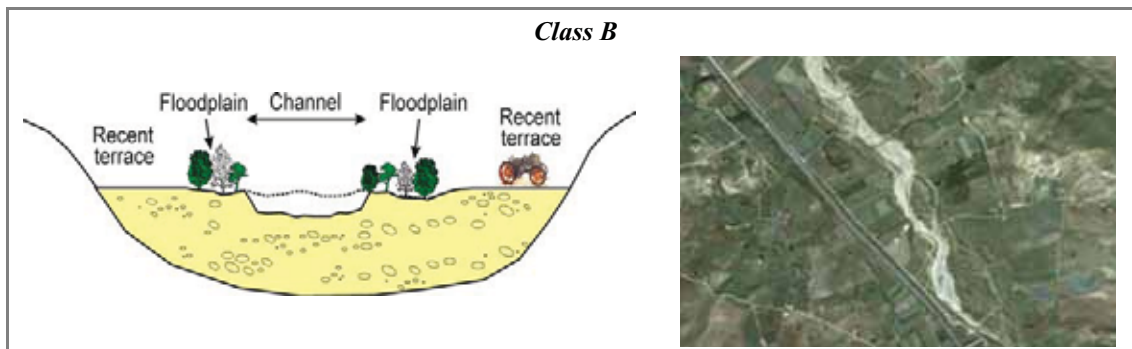 Class B
Floodplain Channel Floodplain
Recent
terrace
Recent
terrace